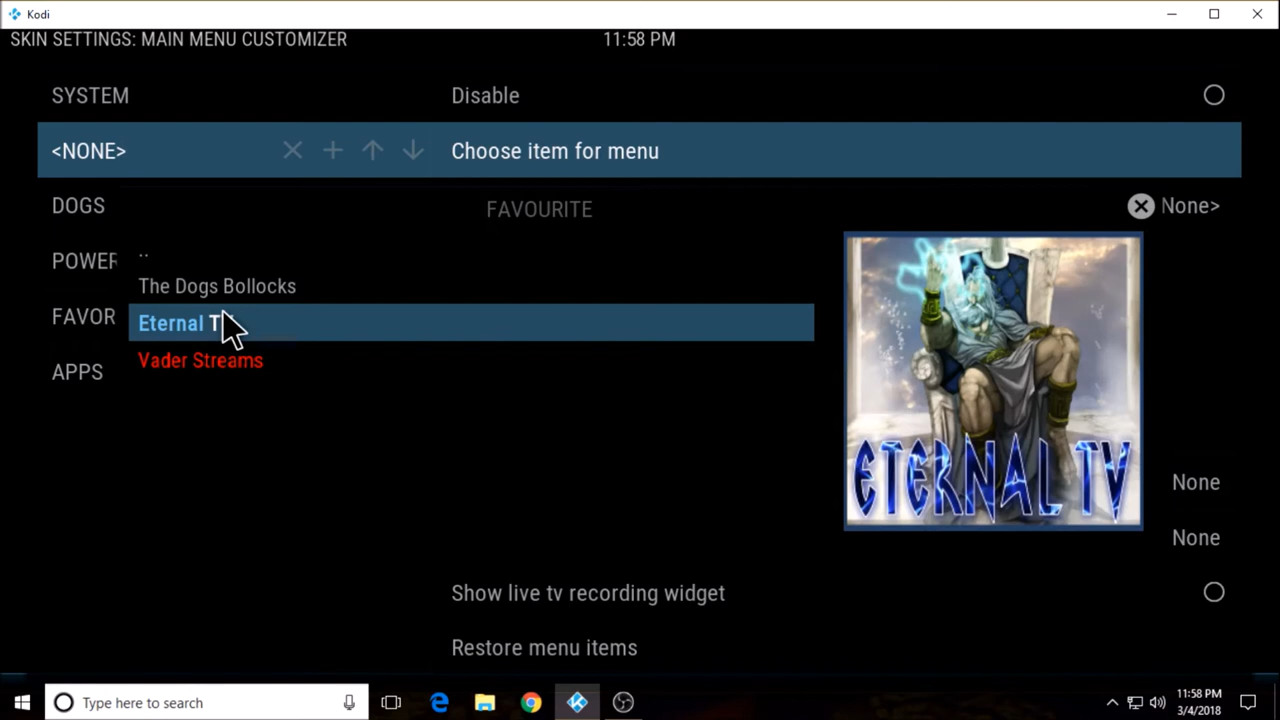 Kodi
SKIN SETTINGS: MAIN MENU CUSTOMIZER
11:58 PM
SYSTEM
Disable
<NONE>
Choose item for menu
DOGS
FAVOURITE
None>
POWER
..
The Dogs Bollocks
Eternal T
FAVOR
Vader Streams
APPS
ETERNAL TV
None
None
Show live tv recording widget
Restore menu items
Type here to search
11:58 PM
3/4/2018